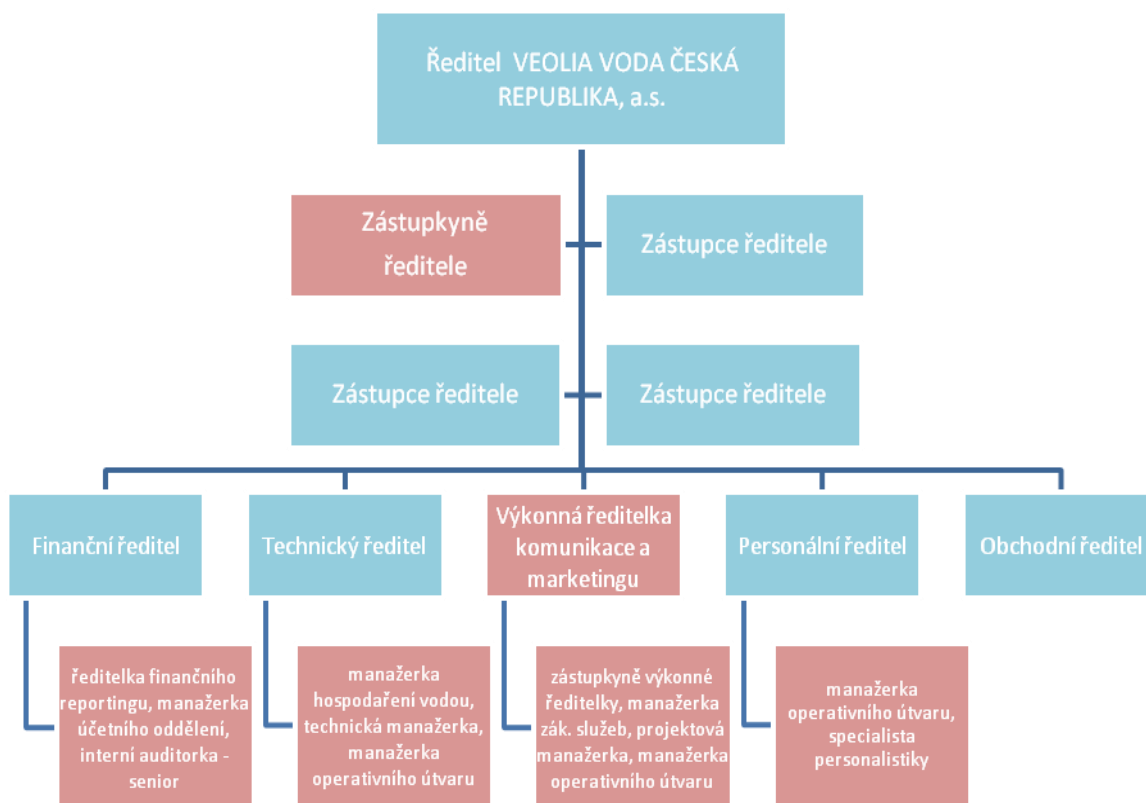 Ředitel VEOLIA VODA ČESKÁ
REPUBLIKA, a.s.
Zástupkyně
ředitele
Zástupce ředitele
Zástupce ředitele
Zástupce ředitele
Finanční ředitel
Technický ředitel
Výkonná ředitelka
komunikace a
marketingu
Personální ředitel
Obchodní ředitel
ředitelka finančního
reportingu, manažerka
účetního oddělení,
interní auditorka -
senior
manažerka
hospodaření vodou,
technická manažerka,
manažerka
operativního útvaru
zástupkyně výkonné
ředitelky, manažerka
zák. služeb, projektová
manažerka, manažerka
operativního útvaru
manažerka
operativního útvaru,
specialista
personalistiky